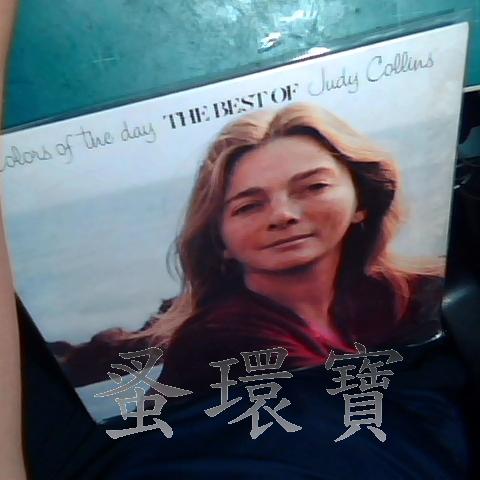 Colors of the day THE BEST OF Judy Collins
蚤環寶